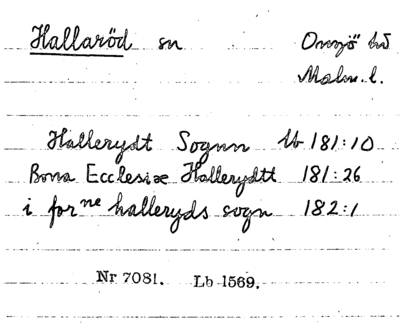 Hallaröd sn Onsjö hd
Malm. l.
Hallerydt Sognn Lb 181:10
Bona Ecclesiæ Hallerydtt 181:26
i forne halleryds sogn 182:1
Nr 7081. Lb 1569.